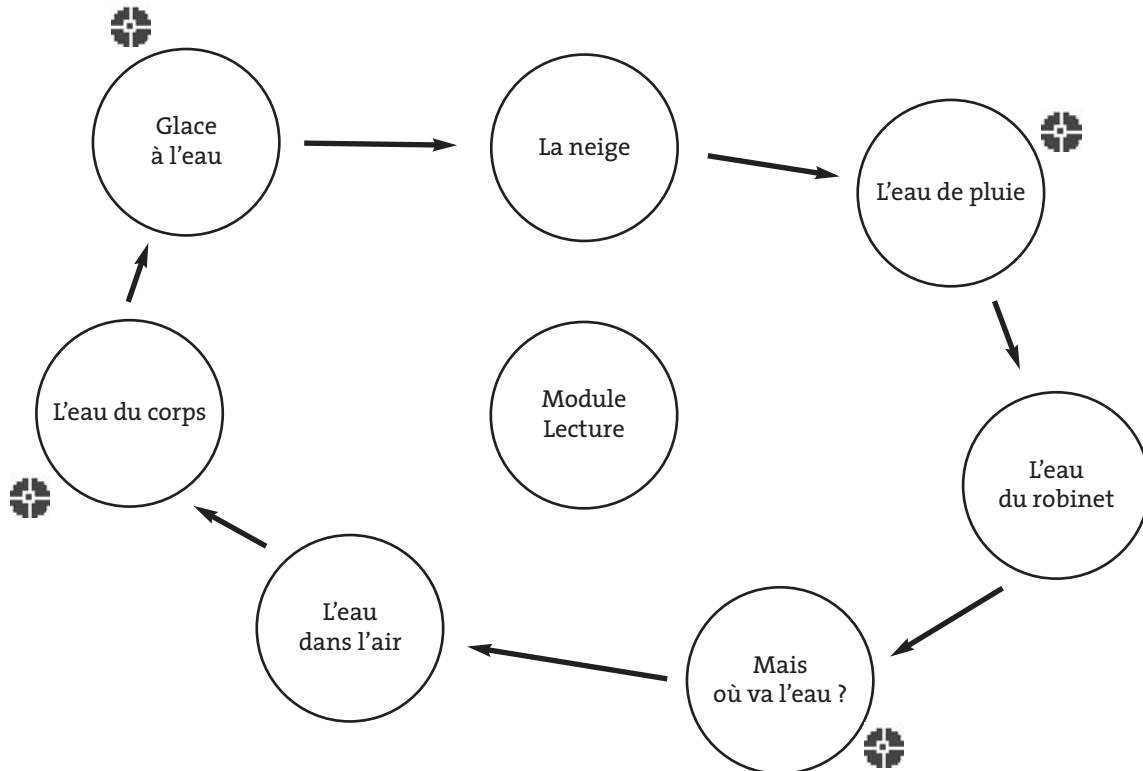 Glace
à l'eau
La neige
L'eau de pluie
L'eau du corps
Module
Lecture
L'eau
du robinet
L'eau
dans l'air
Mais
où va l'eau ?